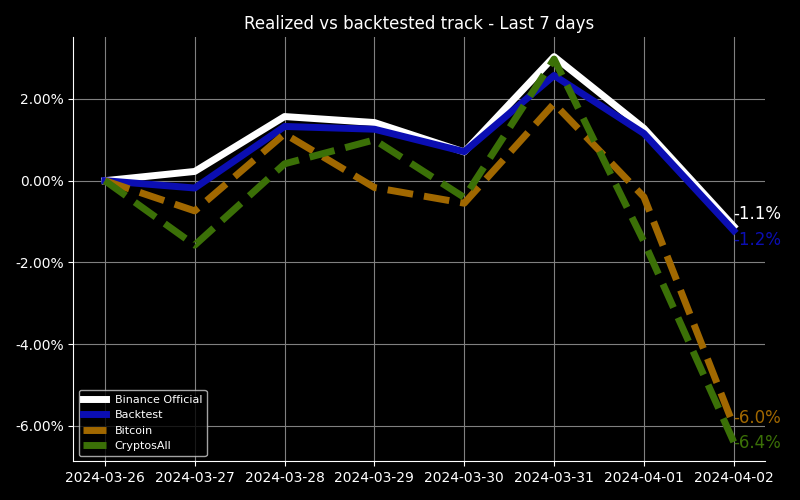 Realized vs backtested track - Last 7 days
2.00%
0.00%
-2.00%
-4.00%
-6.00%
-1.1%
-1.2%
-6.0%
-6.4%
Binance Official
Backtest
Bitcoin
CryptosAll
2024-03-26 2024-03-27 2024-03-28 2024-03-29 2024-03-30 2024-03-31 2024-04-01 2024-04-02